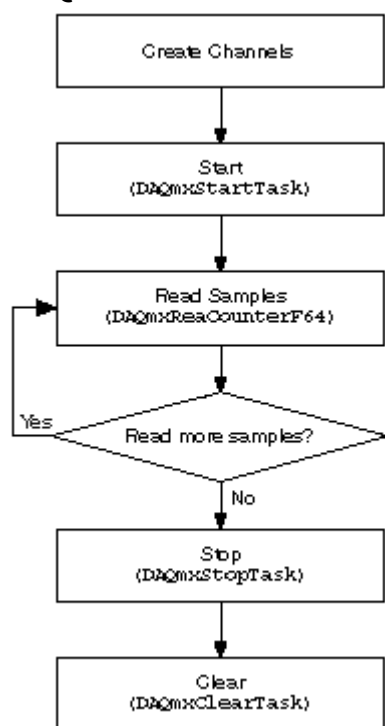 Create Channels
Start
(DAQmxStartTask)
Read Samples
(DAQmxReaCounterF64)
Read more samples?
Yes
No
Stop
(DAQmxStopTask)
Clear
(DAQmxClearTask)